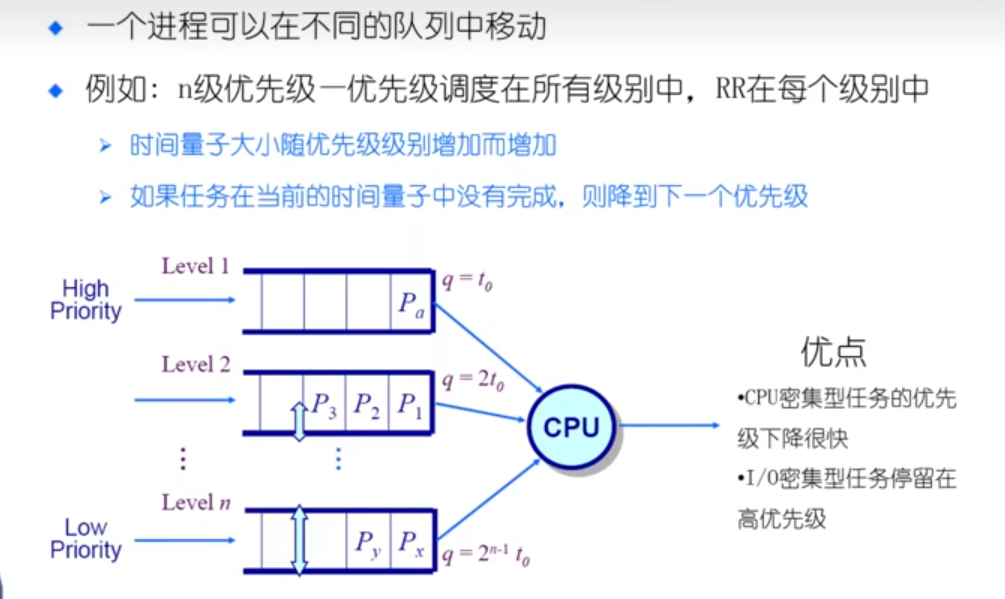 一个进程可以在不同的队列中移动
例如：n级优先级—优先级调度在所有级别中，RR在每个级别中
时间量子大小随优先级级别增加而增加
如果任务在当前的时间量子中没有完成，则降到下一个优先级
Level 1
High
Priority
Pₐ
q = t₀
Level 2
P₃ P₂ P₁
q = 2t₀
⋮ ⋮
CPU
Level n
Low
Priority
Py Pₓ
q = 2ⁿ⁻¹ t₀
优点
•CPU密集型任务的优先
级下降很快
•I/O密集型任务停留在
高优先级